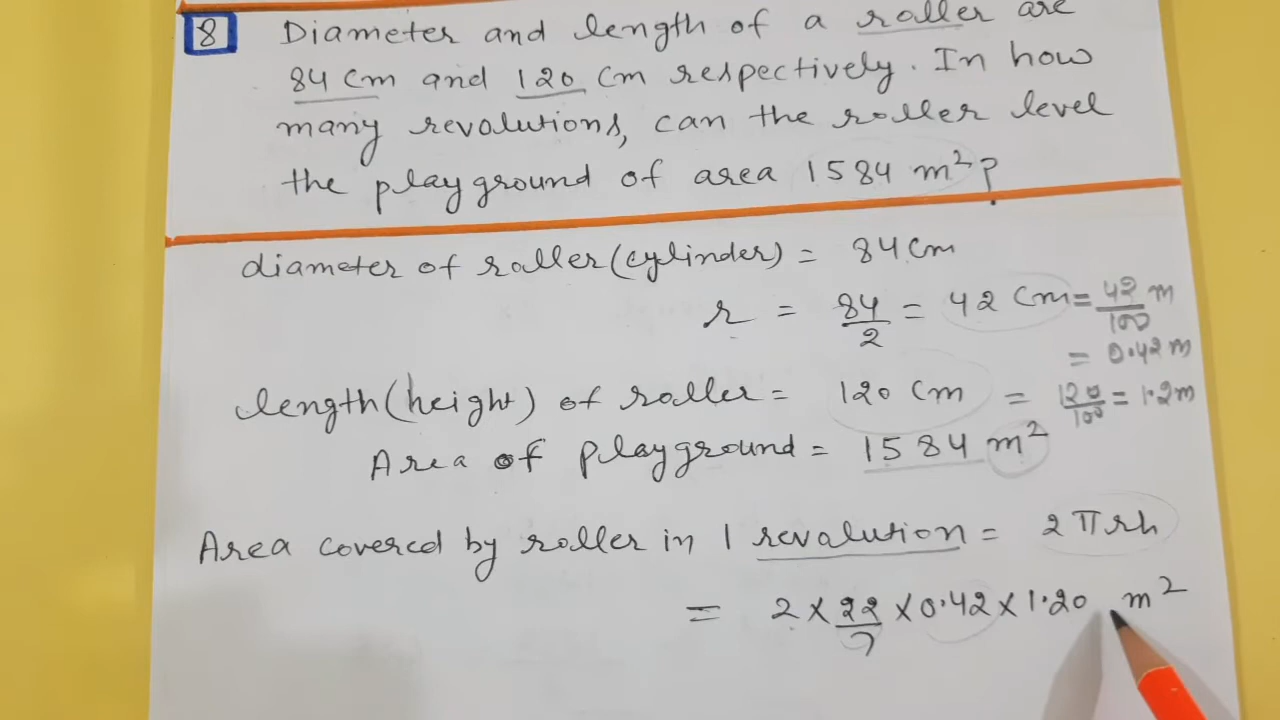 8 Diameter and length of a roller are
84 cm and 120 cm respectively. In how
many revolutions, can the roller level
the playground of area 1584 m²?
diameter of roller (cylinder) = 84 cm
r = 84/2 = 42 cm = 42/100 m
= 0.42 m
length (height) of roller = 120 cm = 120/100 = 1.2m
Area of playground = 1584 m²
Area covered by roller in 1 revolution = 2πrh
= 2 × 22/7 × 0.42 × 1.20 m²